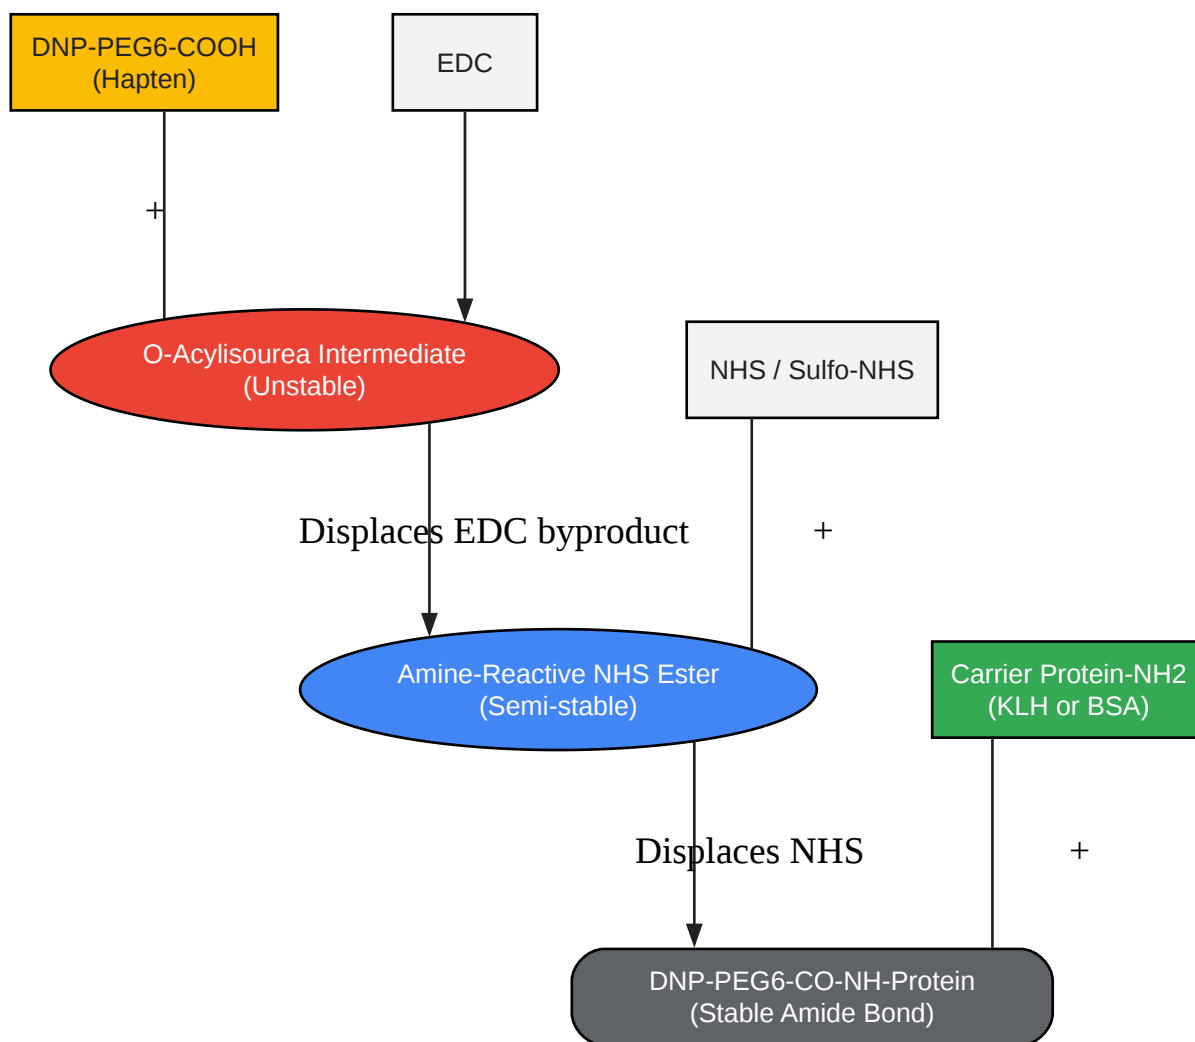 DNP-PEG6-COOH
(Hapten)
EDC
+
O-Acylisourea Intermediate
(Unstable)
NHS / Sulfo-NHS
Displaces EDC byproduct
+
Amine-Reactive NHS Ester
(Semi-stable)
Carrier Protein-NH2
(KLH or BSA)
Displaces NHS
+
DNP-PEG6-CO-NH-Protein
(Stable Amide Bond)